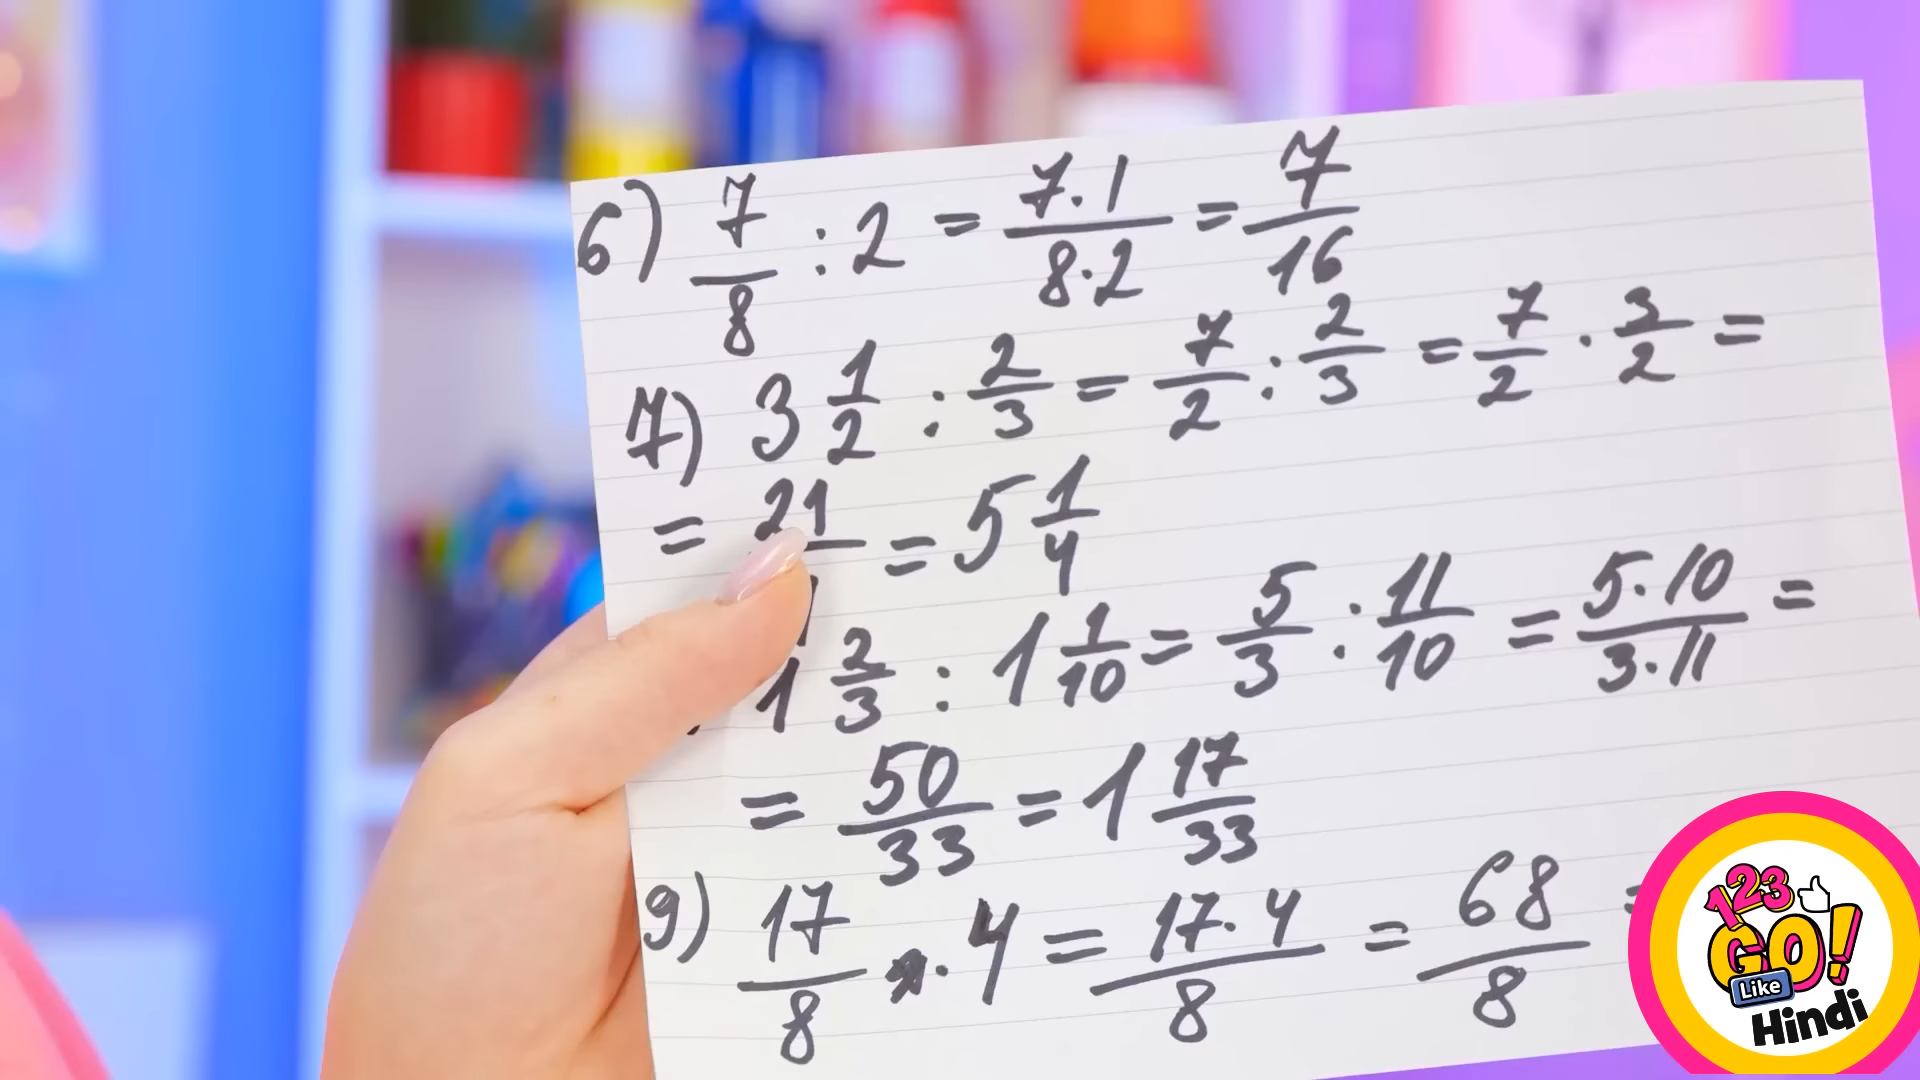 6) 7/8 : 2 = 7·1/8·2 = 7/16
7) 3 1/2 : 2/3 = 7/2 : 2/3 = 7/2 · 3/2 =
= 21/ = 5 1/4
1 2/3 : 1 1/10 = 5/3 : 11/10 = 5·10/3·11 =
= 50/33 = 1 17/33
9) 17/8 · 4 = 17·4/8 = 68/8 =
123
GO!
Like
Hindi